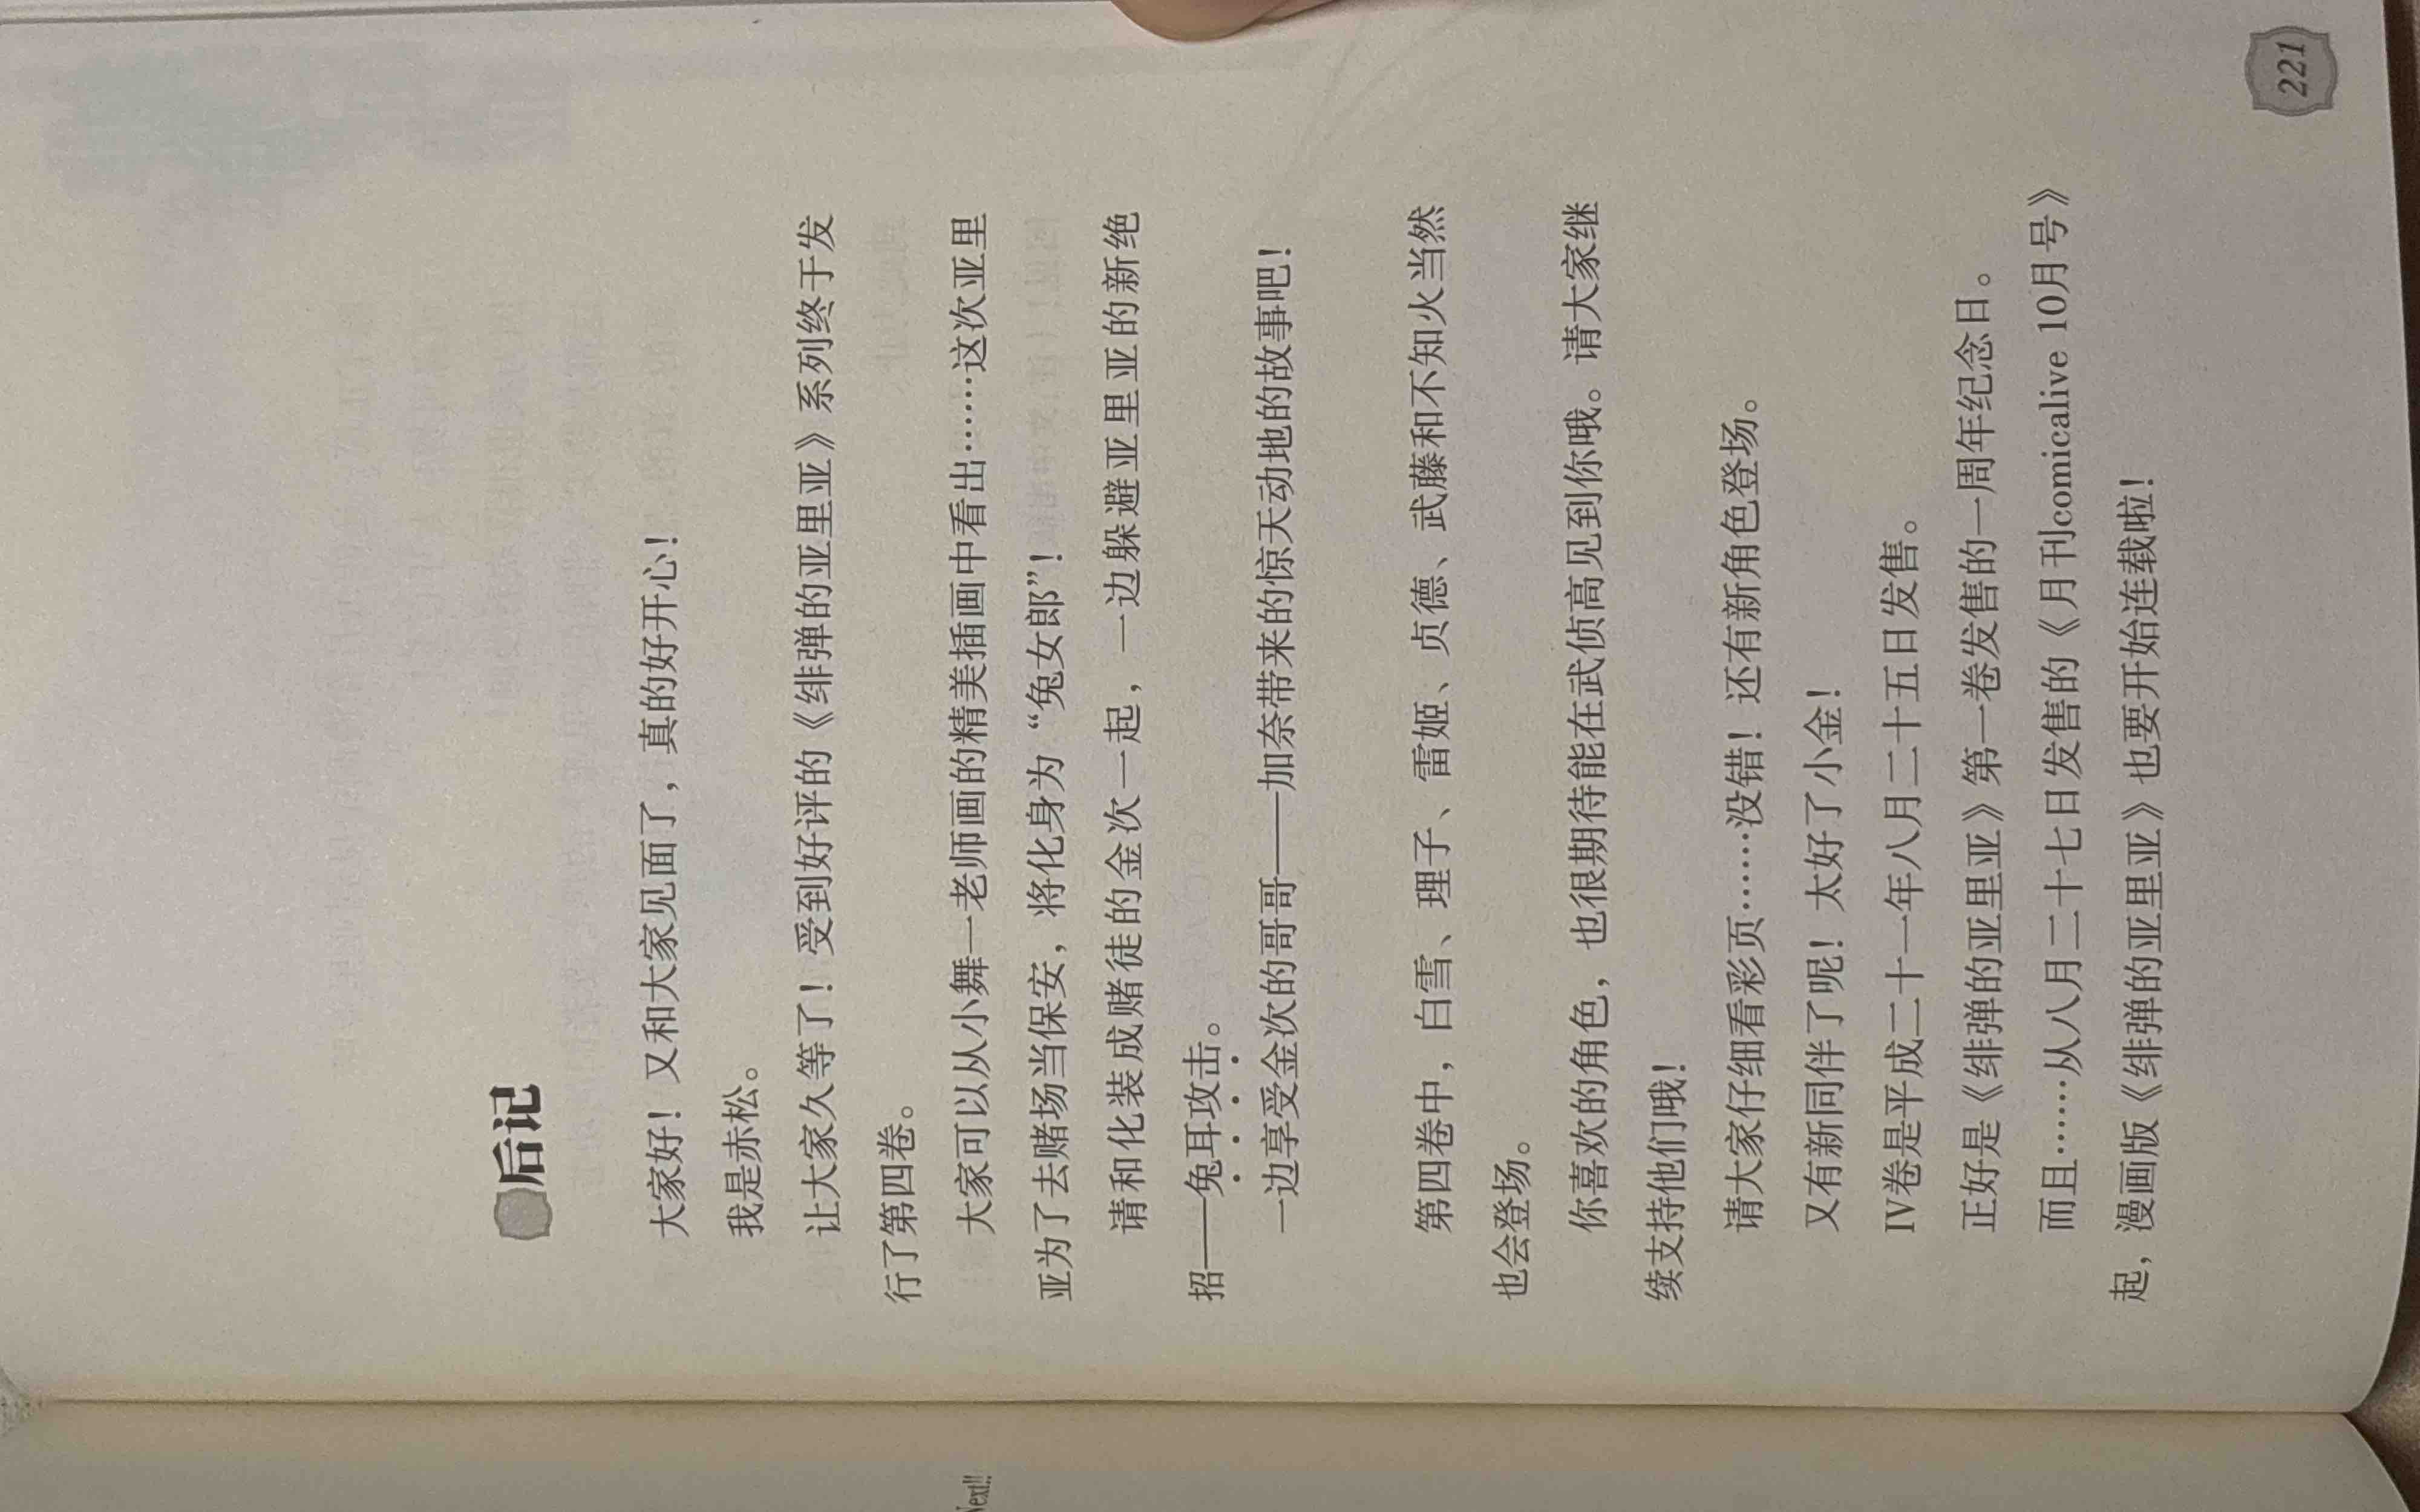 Next!!
后记
大家好！又和大家见面了，真的好开心！
我是赤松。
让大家久等了！受到好评的《绯弹的亚里亚》系列终于发
行了第四卷。
大家可以从小舞一老师画的精美插画中看出……这次亚里
亚为了去赌场当保安，将化身为“兔女郎”！
请和化装成赌徒的金次一起，一边躲避亚里亚的新绝
招——兔耳攻击。
一边享受金次的哥哥——加奈带来的惊天动地的故事吧！
第四卷中，白雪、理子、雷姬、贞德、武藤和不知火当然
也会登场。
你喜欢的角色，也很期待能在武侦高见到你哦。请大家继
续支持他们哦！
请大家仔细看彩页……没错！还有新角色登场。
又有新同伴了呢！太好了小金！
IV卷是平成二十一年八月二十五日发售。
正好是《绯弹的亚里亚》第一卷发售的一周年纪念日。
而且……从八月二十七日发售的《月刊comicalive 10月号》
起，漫画版《绯弹的亚里亚》也要开始连载啦！
221